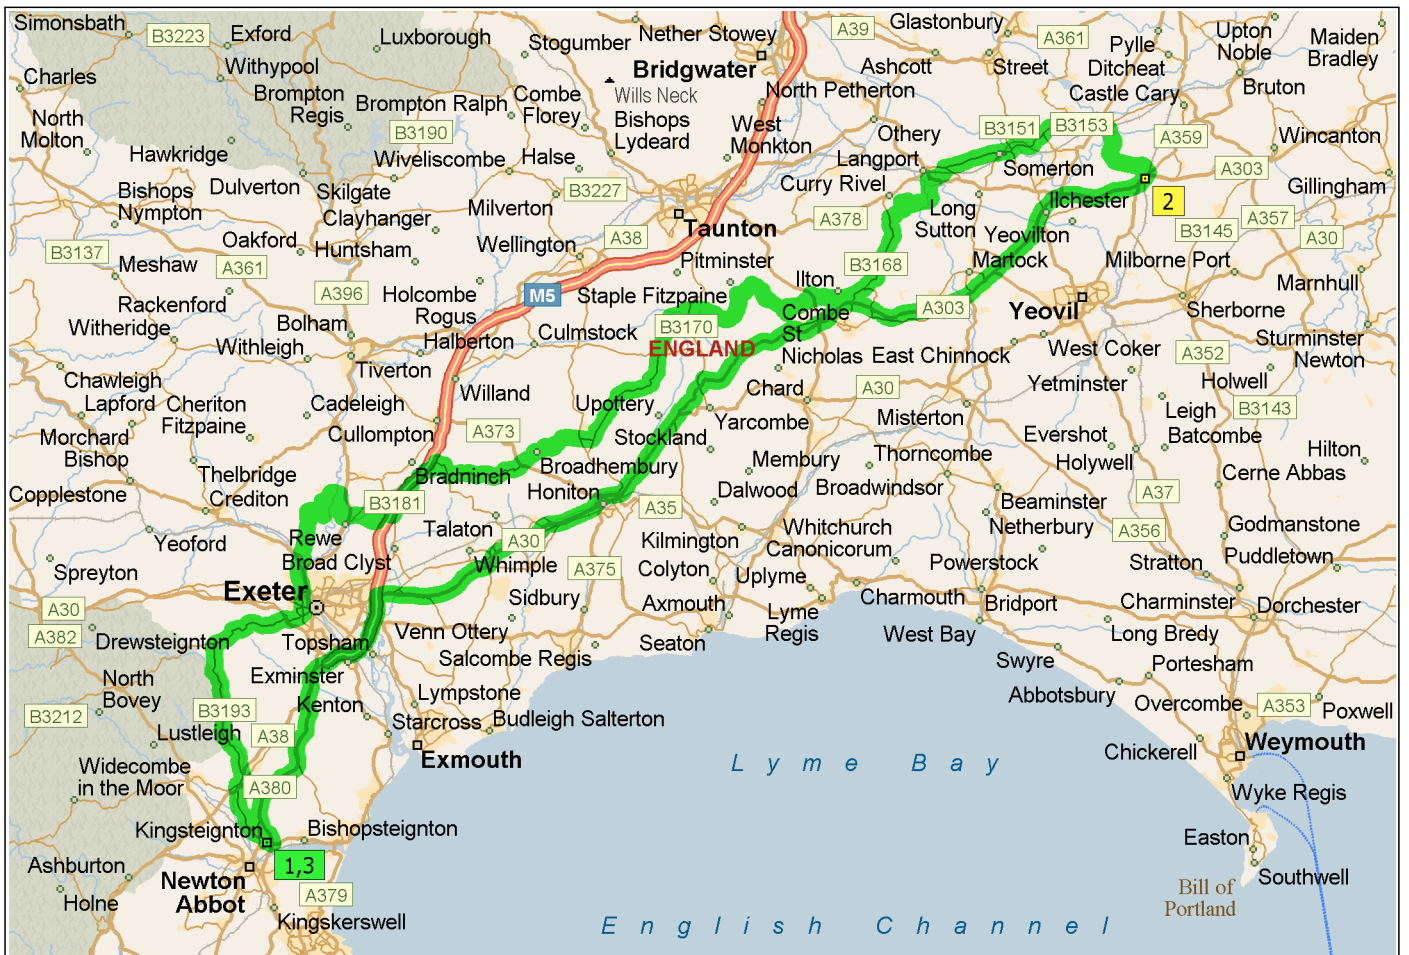 Simonsbath
B3223
Exford
Luxborough
Stogumber
Nether Stowey
A39
Glastonbury
A361
Pylle
Upton
Noble
Maiden
Bradley
Charles
Withypool
Brompton
Regis
Brompton Ralph
Combe
Florey
Wills Neck
Bridgwater
North Petherton
Ashcott
Street
Ditcheat
Castle Cary
Bruton
North
Molton
Hawkridge
B3190
Wiveliscombe
Halse
Bishops
Lydeard
West
Monkton
Othery
Langport
B3151
B3153
A359
Wincanton
Somerton
A303
Gillingham
Bishops
Nympton
Dulverton
Skilgate
Clayhanger
B3227
Milverton
Curry Rivel
A378
Long
Sutton
Ilchester
2
A357
B3145
A30
B3137
Oakford
Huntsham
Wellington
A38
Taunton
Yeovilton
Meshaw
A361
A396
Pitminster
B3168
Martock
Milborne Port
Marnhull
Rackenford
Holcombe
Rogus
M5
Staple Fitzpaine
Ilton
A303
Yeovil
Sherborne
Witheridge
Bolham
Halberton
Culmstock
B3170
Combe
St
Nicholas
Sturminster
Newton
Withleigh
ENGLAND
East Chinnock
West Coker
A352
Tiverton
Chawleigh
Willand
Chard
A30
Yetminster
Holwell
Lapford
Cheriton
Fitzpaine
Cadeleigh
Upottery
Yarcombe
Misterton
Leigh
B3143
Morchard
Bishop
Cullompton
A373
Stockland
Evershot
Batcombe
Hilton
Thelbridge
Bradninch
Broadhembury
Membury
Thorncombe
Holywell
Cerne Abbas
Copplestone
Crediton
B3181
Honiton
Dalwood
Broadwindsor
Beaminster
A37
Talaton
A35
Netherbury
A356
Godmanstone
Yeoford
Rewe
Broad Clyst
A30
Kilmington
Whitchurch
Canonicorum
Puddletown
Spreyton
Whimple
A375
Colyton
Uplyme
Powerstock
Stratton
Exeter
Sidbury
Axmouth
Charmouth
Bridport
Charminster
Dorchester
A30
A382
Drewsteignton
Topsham
Venn Ottery
Seaton
Lyme
Regis
West Bay
Long Bredy
Salcombe Regis
Exminster
Swyre
Portesham
North
Bovey
Kenton
Lympstone
Abbotsbury
Overcombe
A353
Poxwell
B3212
B3193
Lustleigh
A38
Starcross
Budleigh Salterton
Chickerell
Weymouth
Exmouth
Lyme Bay
Widecombe
in the Moor
A380
Wyke Regis
Kingsteignton
Bishopsteignton
Easton
Ashburton
1,3
Southwell
Newton
Abbot
A379
Bill of
Portland
Holne
Kingskerswell
English Channel